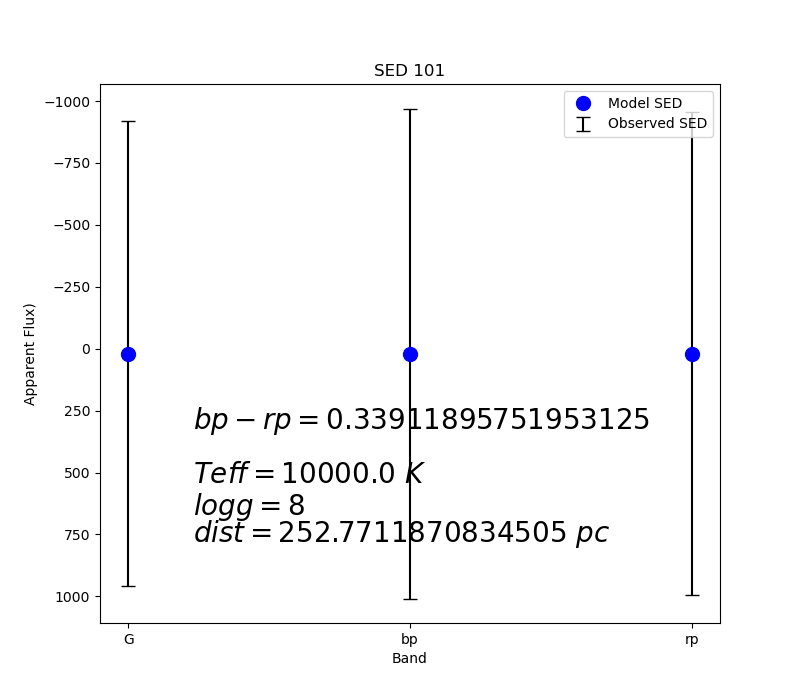 SED 101
Model SED
Observed SED
−1000
−750
−500
−250
0
250
500
750
1000
Apparent Flux)
bp − rp = 0.33911895751953125
Teff = 10000.0 K
logg = 8
dist = 252.7711870834505 pc
G
bp
rp
Band